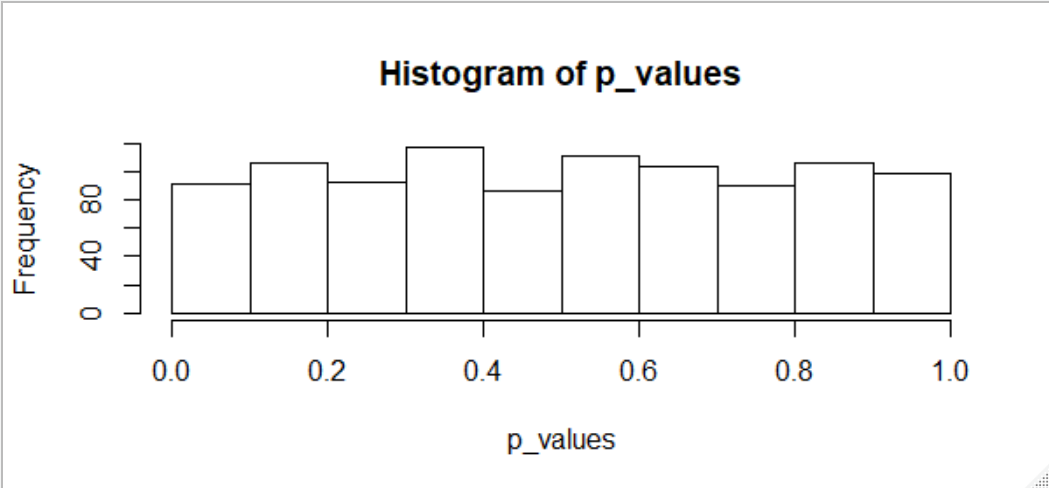 Histogram of p_values
Frequency
80
40
0
0.0 0.2 0.4 0.6 0.8 1.0
p_values